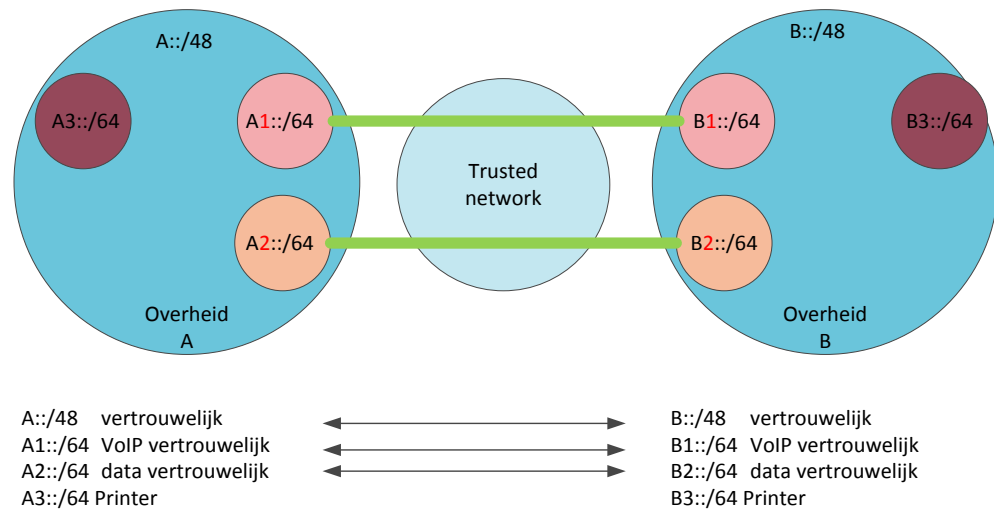 A::/48
B::/48
A3::/64
A1::/64
B1::/64
B3::/64
Trusted
network
A2::/64
B2::/64
Overheid
A
Overheid
B
A::/48 vertrouwelijk
A1::/64 VoIP vertrouwelijk
A2::/64 data vertrouwelijk
A3::/64 Printer
B::/48 vertrouwelijk
B1::/64 VoIP vertrouwelijk
B2::/64 data vertrouwelijk
B3::/64 Printer